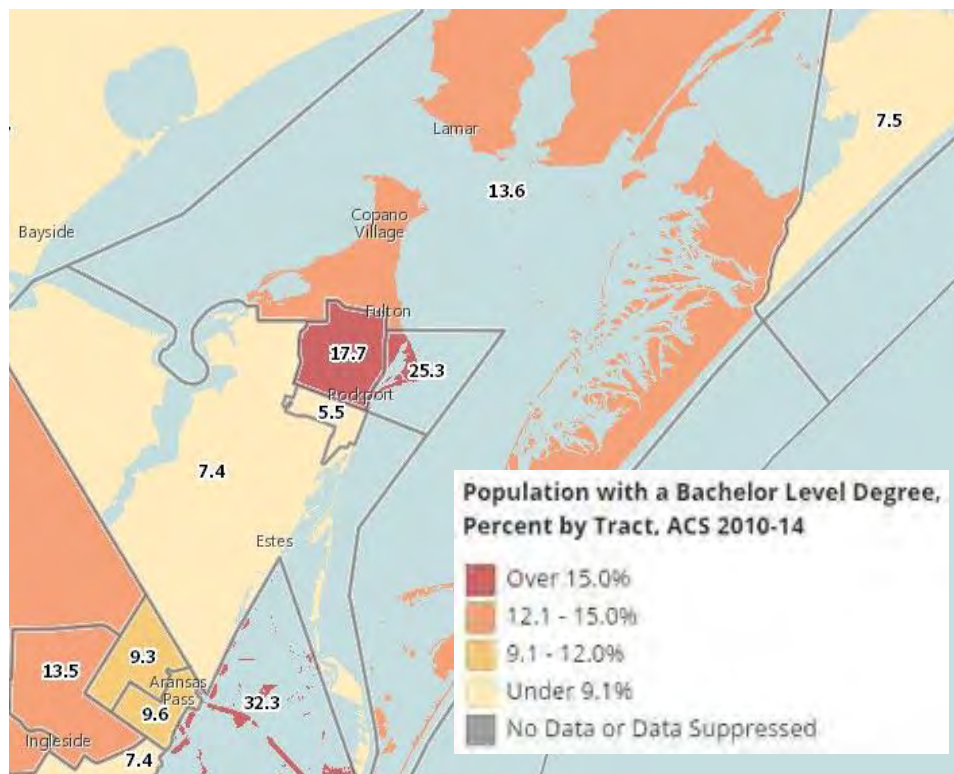 Lamar
7.5
13.6
Copano
Village
Bayside
Fulton
17.7
25.3
Rockport
5.5
7.4
Estes
13.5
9.3
Aransas
Pass
9.6
32.3
Ingleside
7.4
Population with a Bachelor Level Degree,
Percent by Tract, ACS 2010-14
Over 15.0%
12.1 - 15.0%
9.1 - 12.0%
Under 9.1%
No Data or Data Suppressed